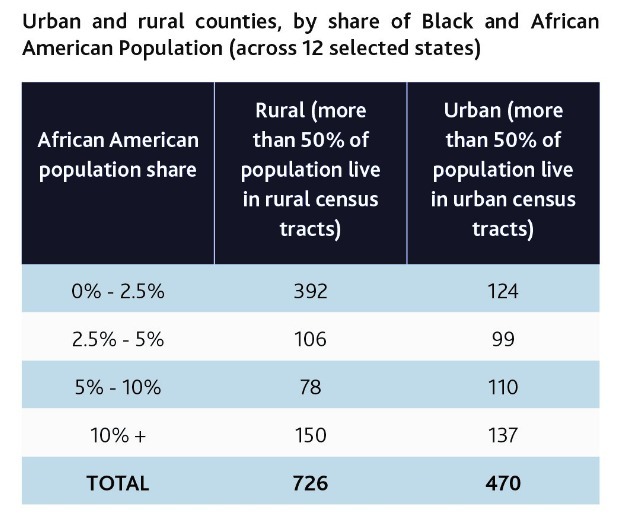 Urban and rural counties, by share of Black and African
American Population (across 12 selected states)
African American
population share
Rural (more
than 50% of
population live
in rural census
tracts)
Urban (more
than 50% of
population live
in urban census
tracts)
0% - 2.5% 392 124
2.5% - 5% 106 99
5% - 10% 78 110
10% + 150 137
TOTAL 726 470